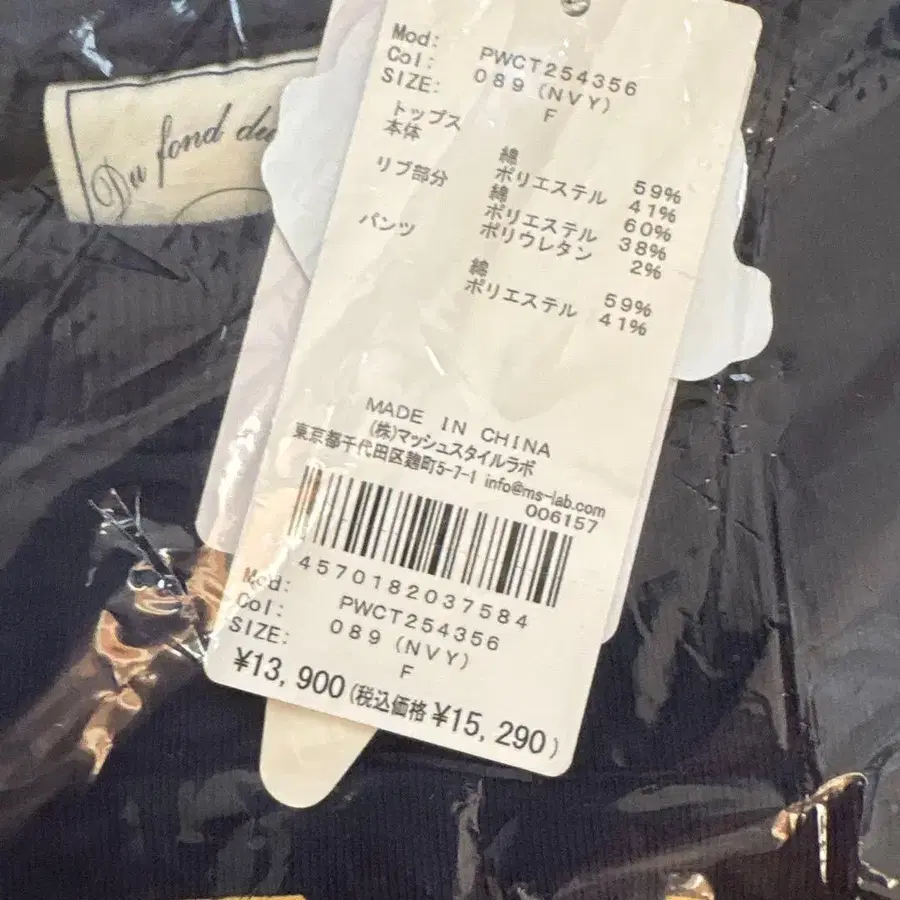 Du fond du
Mod: PWCT254356
Col: 089 (NVY)
SIZE: F
トップス
本体 綿 59%
ポリエステル 41%
リブ部分 綿 60%
ポリエステル 38%
ポリウレタン 2%
パンツ 綿 59%
ポリエステル 41%
MADE IN CHINA
(株)マッシュスタイルラボ
東京都千代田区麹町5-7-1 info@ms-lab.com
006157
4570182037584
Mod: PWCT254356
Col: 089 (NVY)
SIZE: F
¥13,900(税込価格¥15,290)